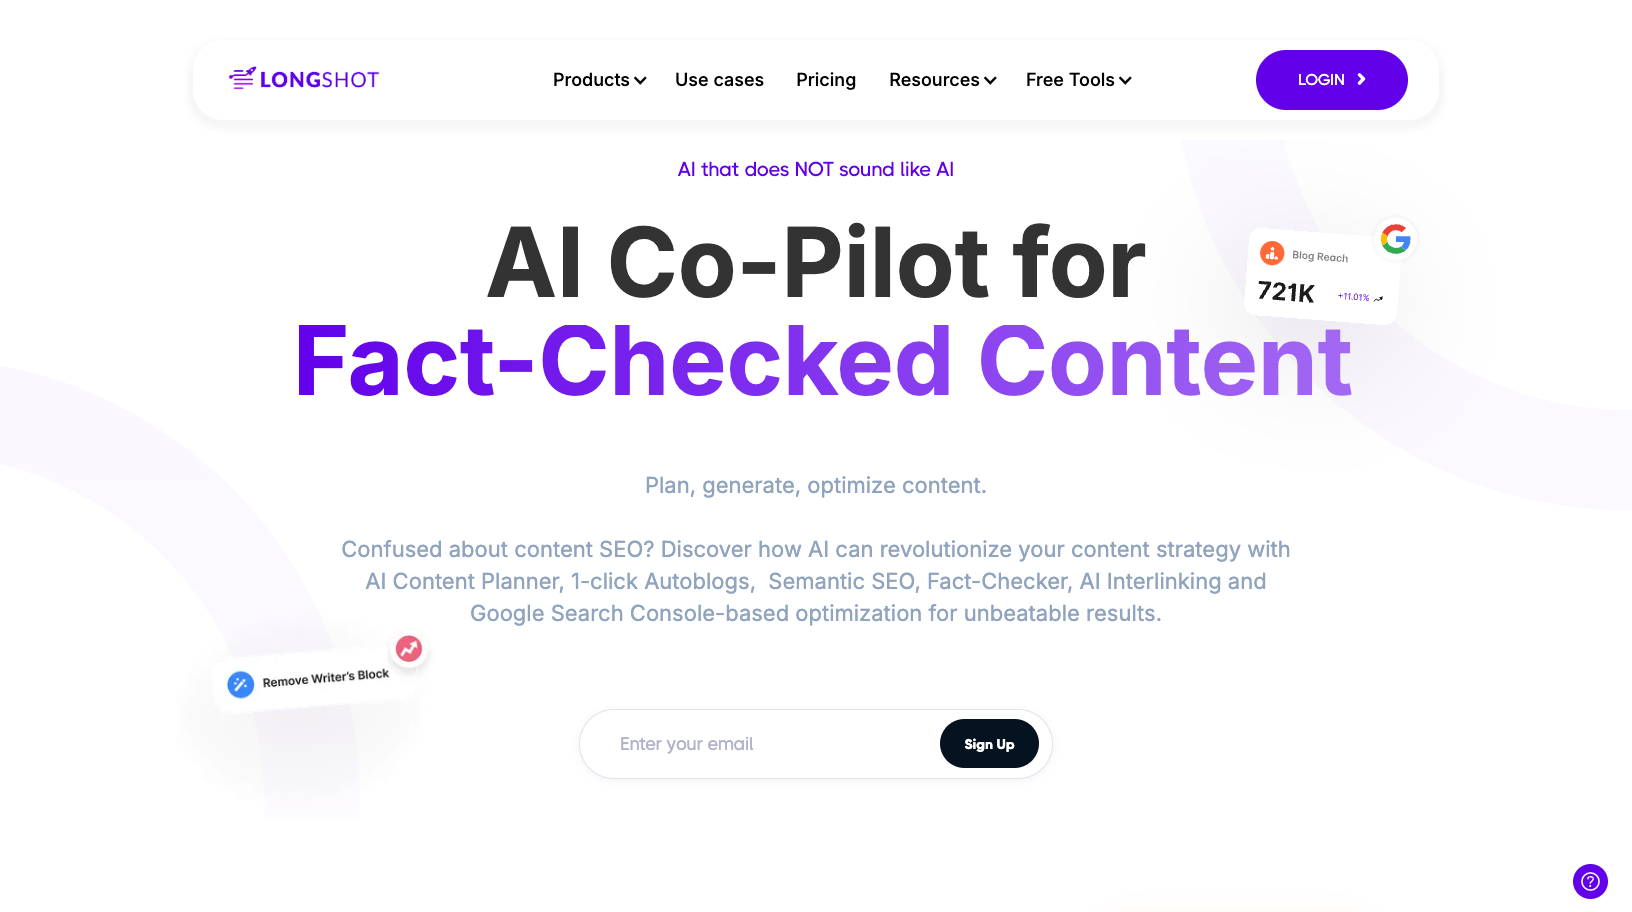 LONGSHOT
Products
Use cases
Pricing
Resources
Free Tools
LOGIN
AI that does NOT sound like AI
AI Co-Pilot for
Fact-Checked Content
Blog Reach
721K
+11.01%
Plan, generate, optimize content.
Confused about content SEO? Discover how AI can revolutionize your content strategy with
AI Content Planner, 1-click Autoblogs,  Semantic SEO, Fact-Checker, AI Interlinking and
Google Search Console-based optimization for unbeatable results.
Remove Writer's Block
Enter your email
Sign Up